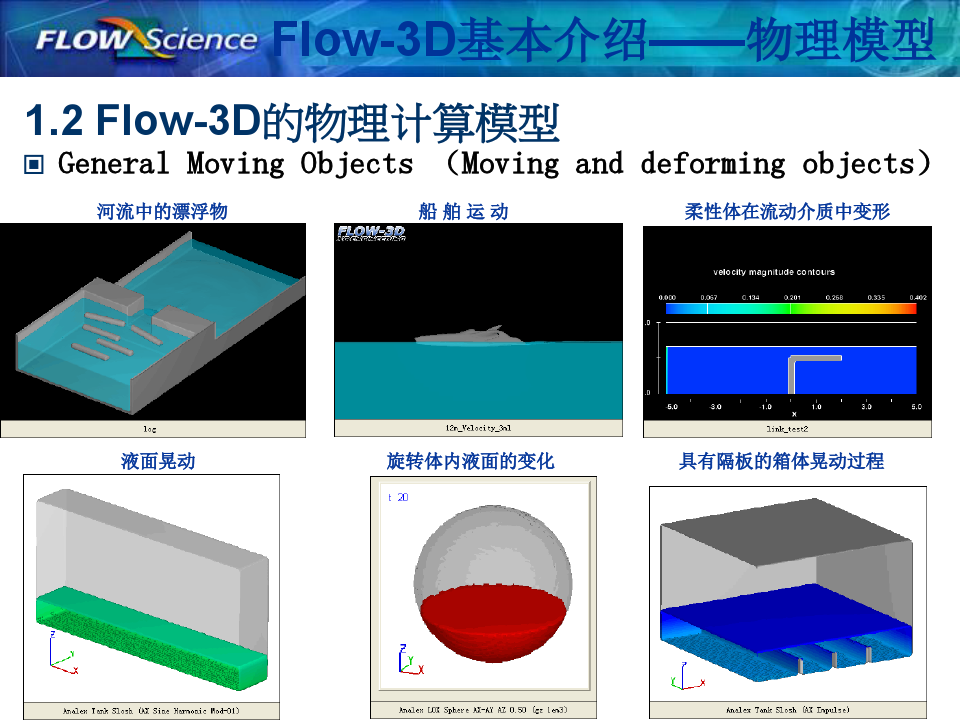 FLOW Science
Flow-3D基本介绍——物理模型
1.2 Flow-3D的物理计算模型
General Moving Objects （Moving and deforming objects）
河流中的漂浮物
船 舶 运 动
柔性体在流动介质中变形
FLOW-3D
velocity magnitude contours
0.000 0.067 0.134 0.201 0.268 0.335 0.402
.0
.0
-5.0 -3.0 -1.0 1.0 3.0 5.0
x
log
12m_Velocity_3ml
link_test2
液面晃动
旋转体内液面的变化
具有隔板的箱体晃动过程
t 20
Z
Y
X
Z
Y
X
Z
Y
X
Analex Tank Slosh (AX Sine Harmonic Mod-01)
Analex LOX Sphere AX-AY AZ 0.50 (gz 1em3)
Analex Tank Slosh (AX Impulse)